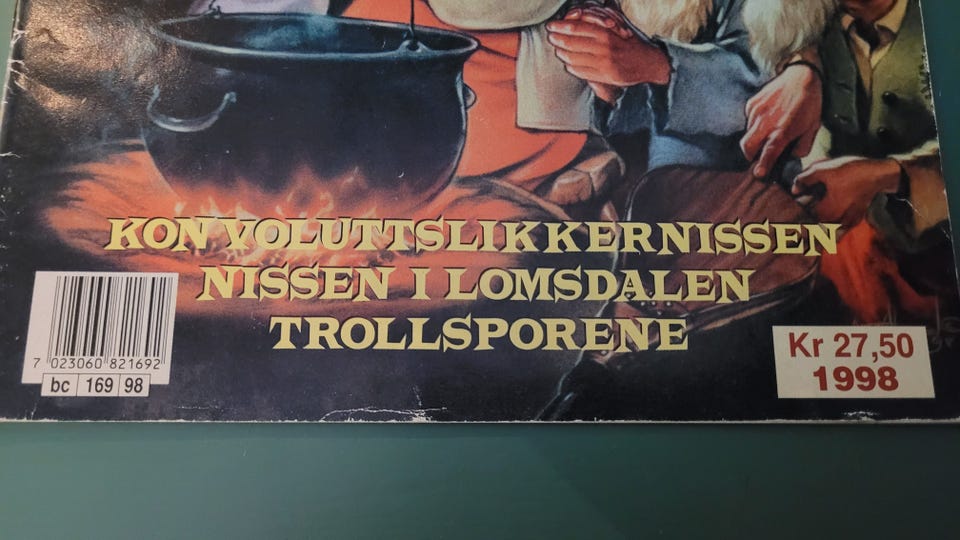 KONVOLUTTSLIKKERNISSEN
NISSEN I LOMSDALEN
TROLLSPORENE
7 023060 821692
bc 169 98
Kr 27,50
1998